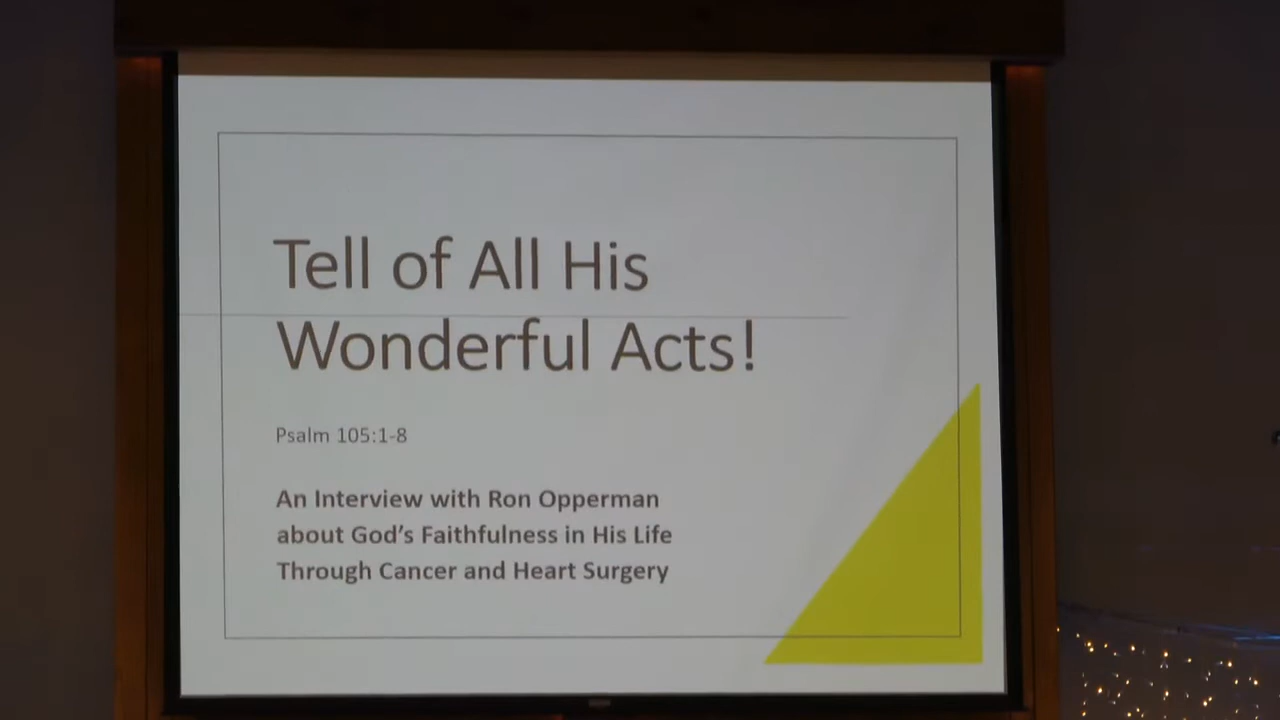 Tell of All His
Wonderful Acts!
Psalm 105:1-8
An Interview with Ron Opperman
about God’s Faithfulness in His Life
Through Cancer and Heart Surgery